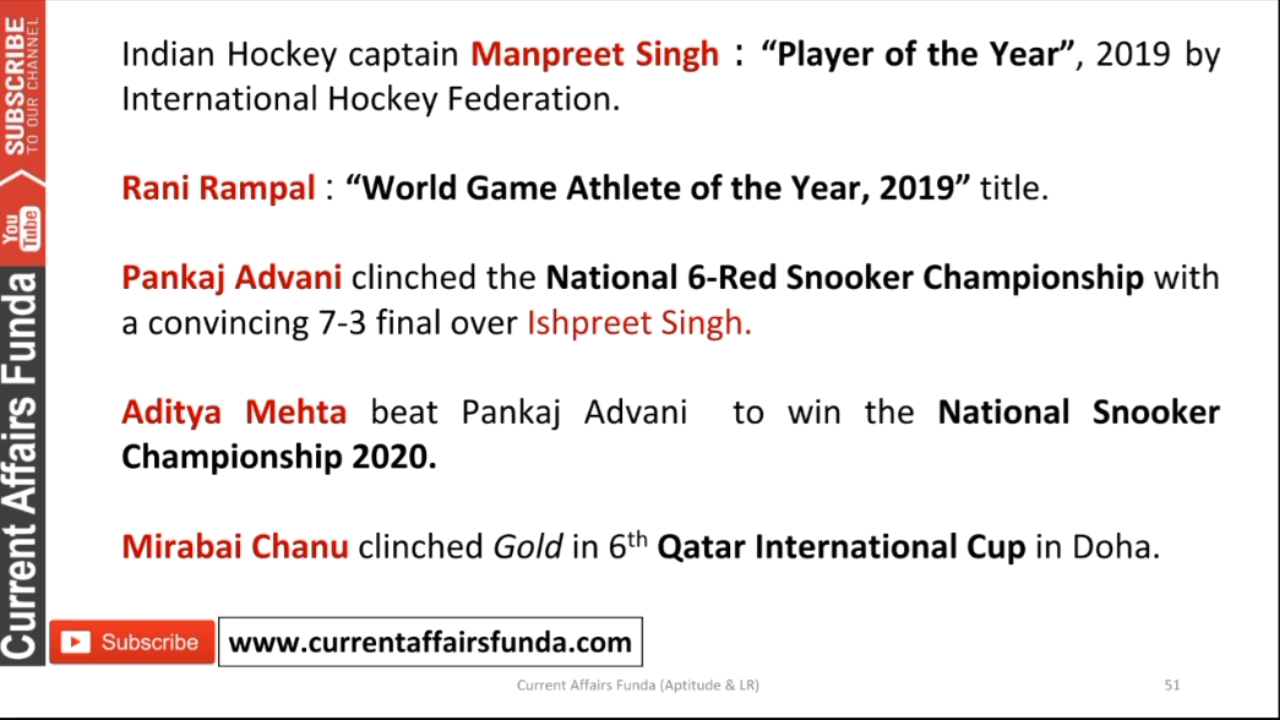 Indian Hockey captain Manpreet Singh : “Player of the Year”, 2019 by
International Hockey Federation.
Rani Rampal : “World Game Athlete of the Year, 2019” title.
Pankaj Advani clinched the National 6-Red Snooker Championship with
a convincing 7-3 final over Ishpreet Singh.
Aditya Mehta beat Pankaj Advani to win the National Snooker
Championship 2020.
Mirabai Chanu clinched Gold in 6th Qatar International Cup in Doha.
SUBSCRIBE
TO OUR CHANNEL
You
Tube
Current Affairs Funda
Subscribe
www.currentaffairsfunda.com
Current Affairs Funda (Aptitude & LR)
51